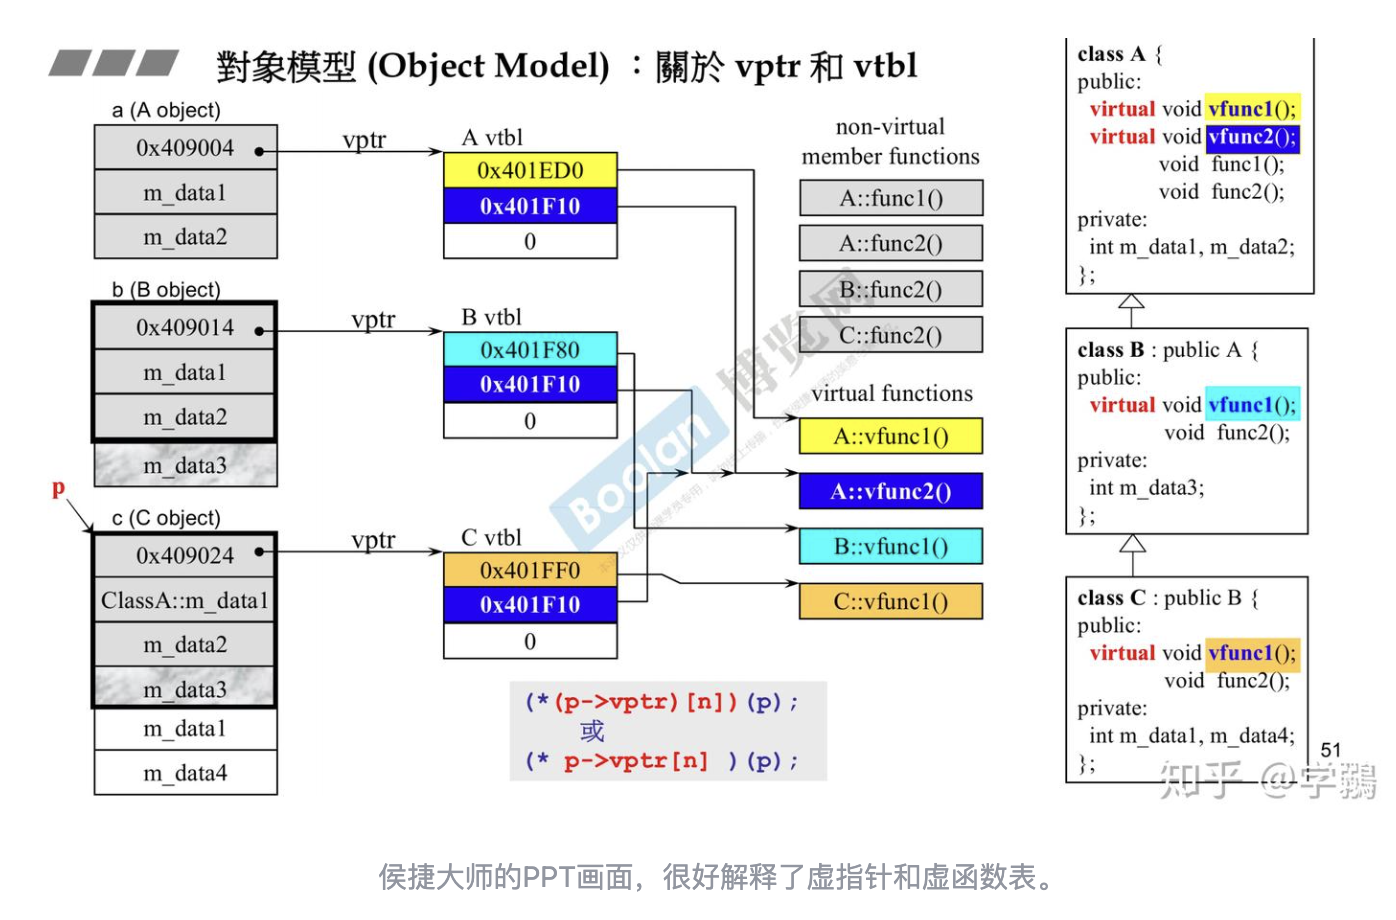 對象模型 (Object Model) ：關於 vptr 和 vtbl
a (A object)
0x409004
m_data1
m_data2
vptr
A vtbl
0x401ED0
0x401F10
0
b (B object)
0x409014
m_data1
m_data2
m_data3
vptr
B vtbl
0x401F80
0x401F10
0
p
c (C object)
0x409024
ClassA::m_data1
m_data2
m_data3
m_data1
m_data4
vptr
C vtbl
0x401FF0
0x401F10
0
non-virtual
member functions
A::func1()
A::func2()
B::func2()
C::func2()
virtual functions
A::vfunc1()
A::vfunc2()
B::vfunc1()
C::vfunc1()
(*(p->vptr)[n])(p);
或
(* p->vptr[n] )(p);
class A {
public:
virtual void vfunc1();
virtual void vfunc2();
void func1();
void func2();
private:
int m_data1, m_data2;
};
class B : public A {
public:
virtual void vfunc1();
void func2();
private:
int m_data3;
};
class C : public B {
public:
virtual void vfunc1();
void func2();
private:
int m_data1, m_data4;
};
51
Boolan 博览网
知乎 @学鶸
侯捷大师的PPT画面，很好解释了虚指针和虚函数表。